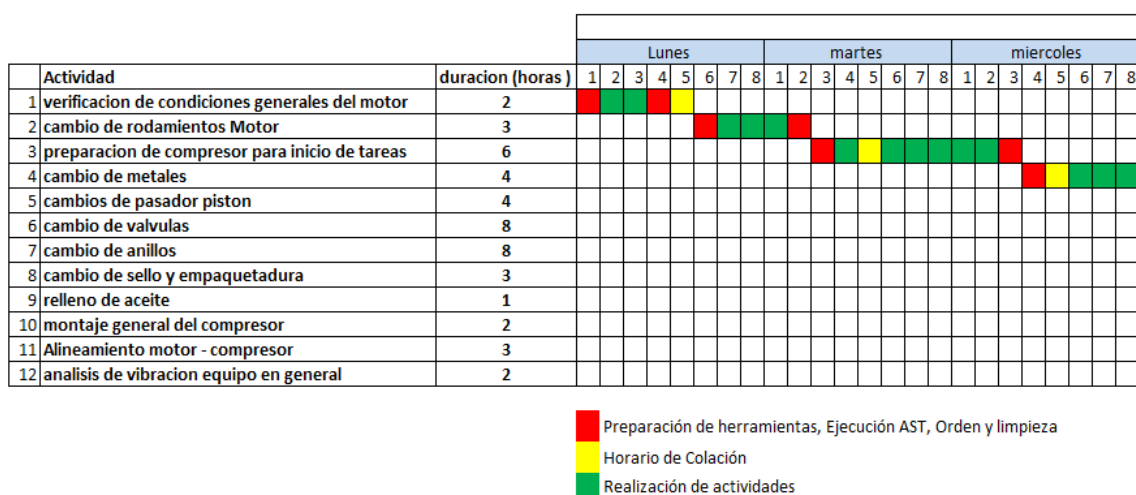 Lunes martes miercoles
Actividad duracion (horas ) 1 2 3 4 5 6 7 8 1 2 3 4 5 6 7 8 1 2 3 4 5 6 7 8
1 verificacion de condiciones generales del motor 2
2 cambio de rodamientos Motor 3
3 preparacion de compresor para inicio de tareas 6
4 cambio de metales 4
5 cambios de pasador piston 4
6 cambio de valvulas 8
7 cambio de anillos 8
8 cambio de sello y empaquetadura 3
9 relleno de aceite 1
10 montaje general del compresor 2
11 Alineamiento motor - compresor 3
12 analisis de vibracion equipo en general 2
Preparación de herramientas, Ejecución AST, Orden y limpieza
Horario de Colación
Realización de actividades